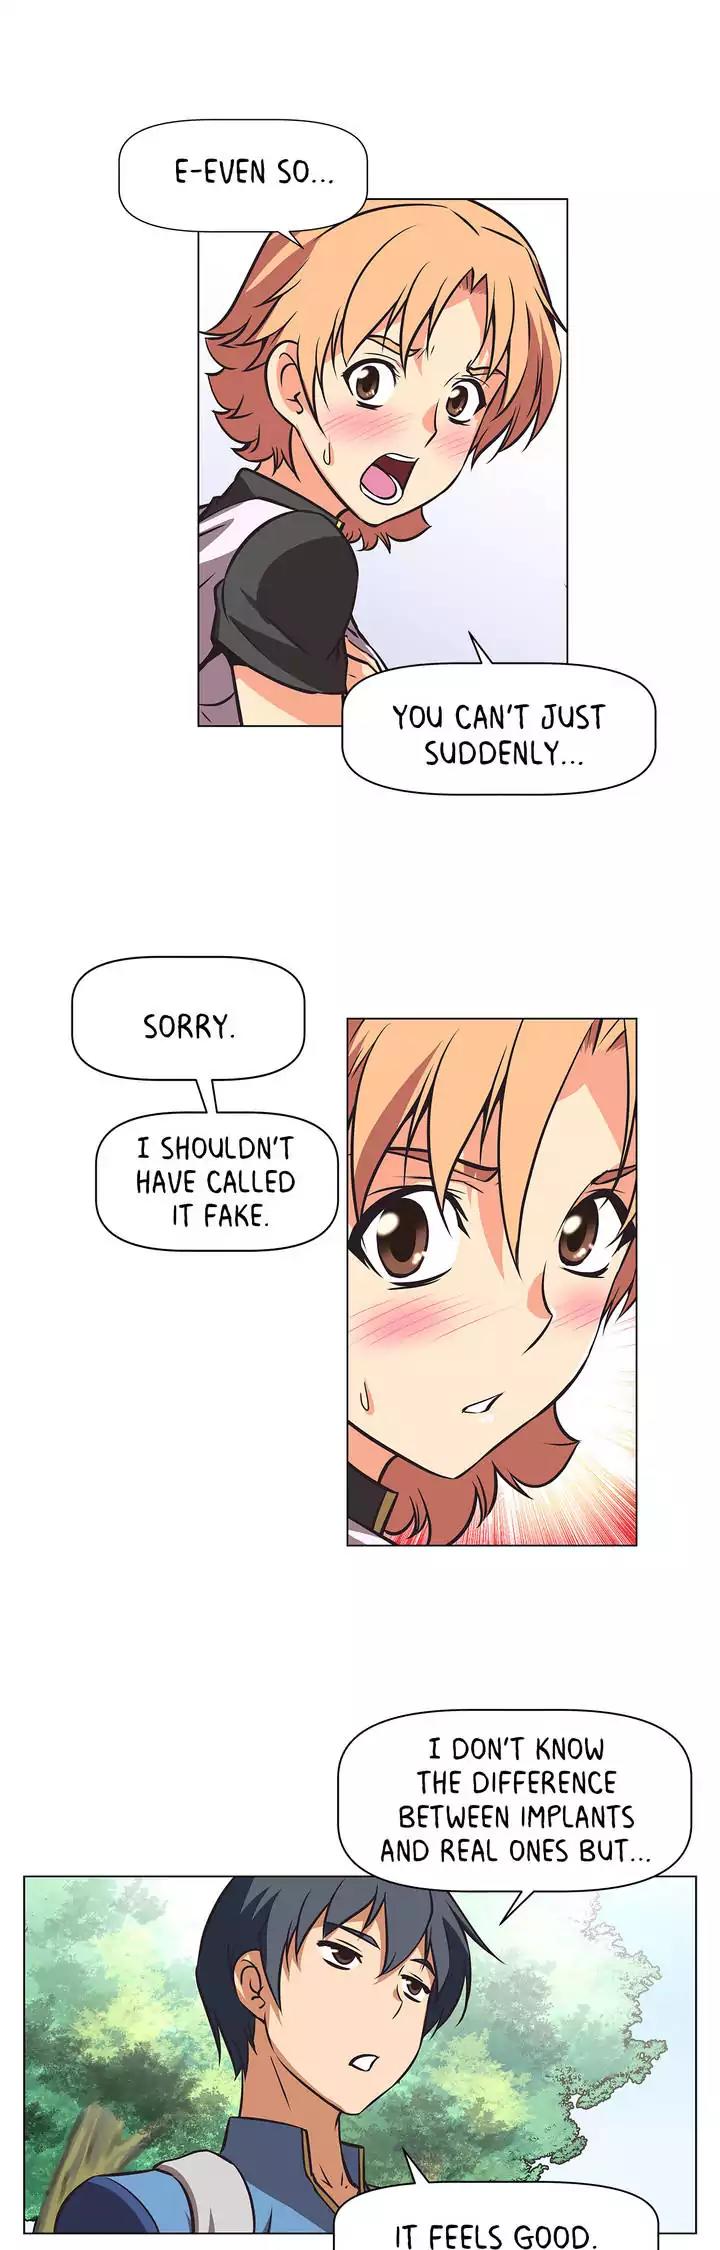 E-EVEN SO...
YOU CAN'T JUST
SUDDENLY...
SORRY.
I SHOULDN'T
HAVE CALLED
IT FAKE.
I DON'T KNOW
THE DIFFERENCE
BETWEEN IMPLANTS
AND REAL ONES BUT...
IT FEELS GOOD.